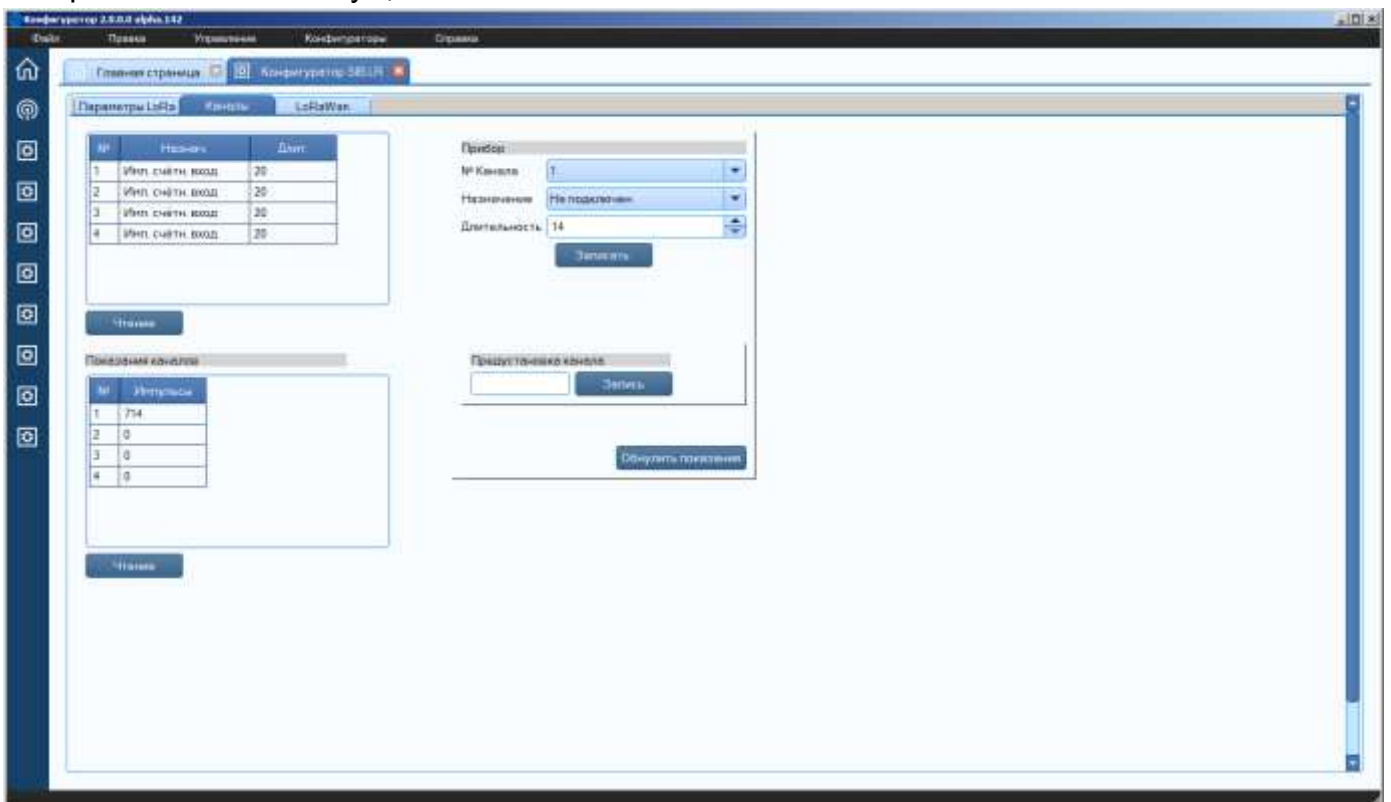 Конфигуратор 2.8.0.0 alpha.142
Файл Правка Управление Конфигураторы Справка
Главная страница Конфигуратор
Параметры LoRa Каналы LoRaWan
№ Назнач. Длит.
1 Имп. счётн. вход 20
2 Имп. счётн. вход 20
3 Имп. счётн. вход 20
4 Имп. счётн. вход 20
Чтение
Прибор
№ Канала 1
Назначение Не подключен
Длительность 14
Записать
Показания каналов
№ Импульсы
1 714
2 0
3 0
4 0
Чтение
Предустановка канала
Запись
Обнулить показания